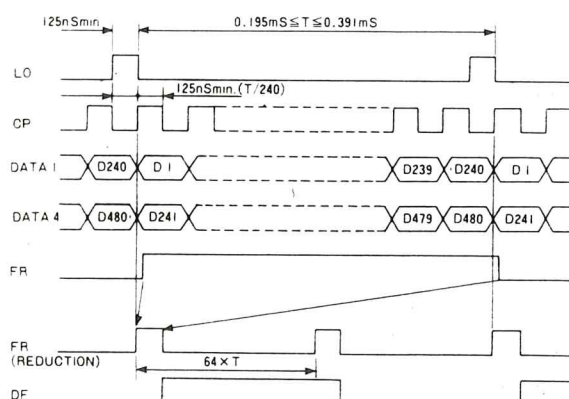 125nSmin.
0.195mS≦T≦0.391mS
LO
125nSmin.(T/240)
CP
DATA 1
D240
D1
D239
D240
D1
DATA 4
D480
D241
D479
D480
D241
FR
FR
(REDUCTION)
64×T
DF